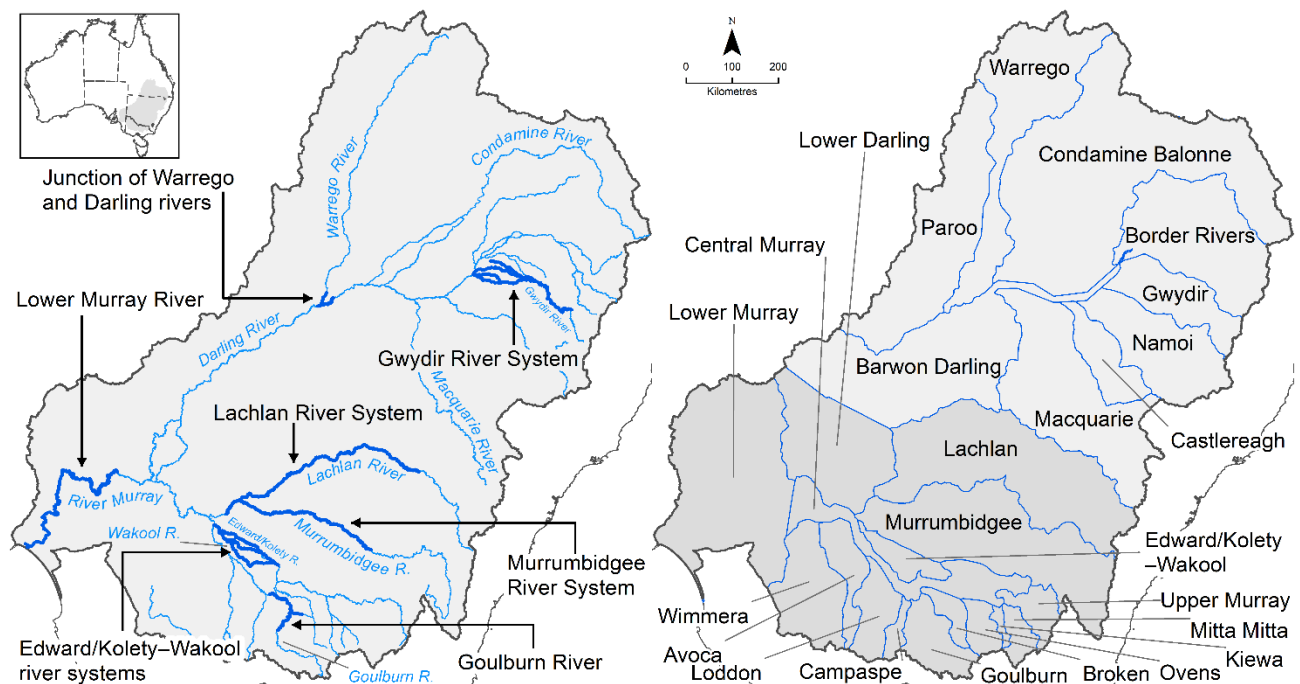 Junction of Warrego
and Darling rivers
Warrego River
Condamine River
Lower Murray River
Darling River
Gwydir River
Gwydir River System
Macquarie River
Lachlan River System
Lachlan River
River Murray
Wakool R.
Edward/Kolety R.
Murrumbidgee R.
Murrumbidgee
River System
Edward/Kolety–Wakool
river systems
Goulburn River
Goulburn R.
N
0 100 200
Kilometres
Warrego
Lower Darling
Condamine Balonne
Paroo
Border Rivers
Central Murray
Gwydir
Lower Murray
Namoi
Barwon Darling
Macquarie
Castlereagh
Lachlan
Murrumbidgee
Edward/Kolety
–Wakool
Wimmera
Upper Murray
Mitta Mitta
Avoca
Kiewa
Loddon
Campaspe
Goulburn
Broken
Ovens